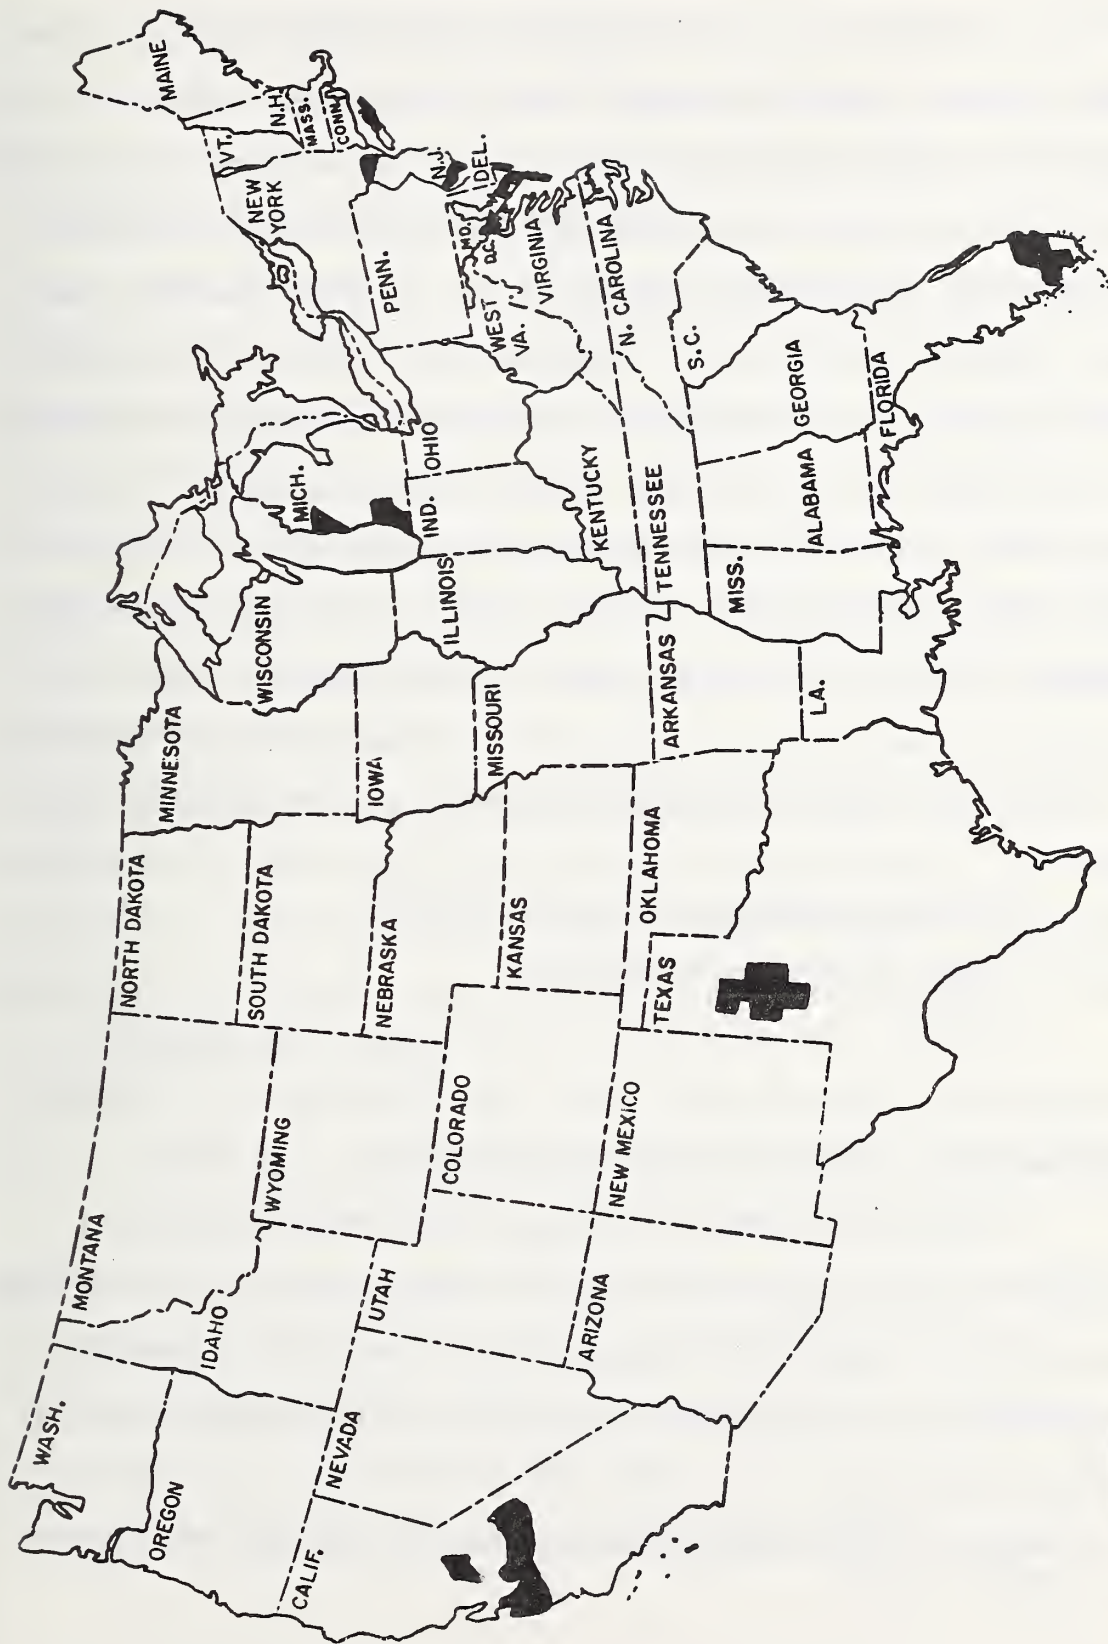 WASH.
OREGON
CALIF.
NEVADA
IDAHO
MONTANA
WYOMING
UTAH
ARIZONA
COLORADO
NEW MEXICO
NORTH DAKOTA
SOUTH DAKOTA
NEBRASKA
KANSAS
OKLAHOMA
TEXAS
MINNESOTA
IOWA
MISSOURI
ARKANSAS
LA.
WISCONSIN
ILLINOIS
MICH.
IND.
OHIO
KENTUCKY
TENNESSEE
MISS.
ALABAMA
GEORGIA
FLORIDA
S.C.
N. CAROLINA
VIRGINIA
WEST
VA.
MD.
D.C.
DEL.
N.J.
PENN.
NEW
YORK
VT.
N.H.
MASS.
CONN.
MAINE